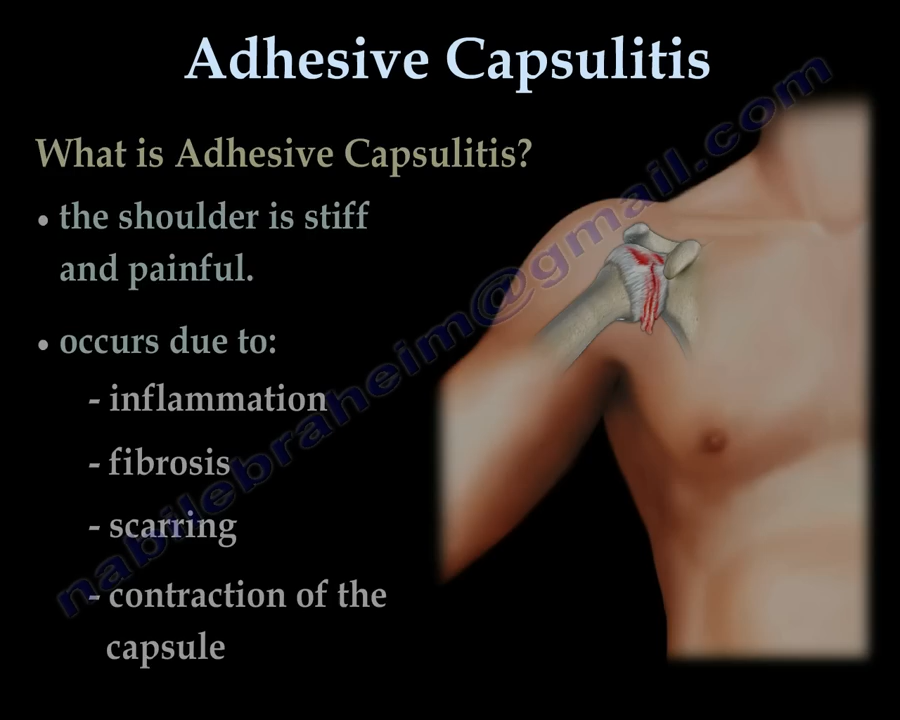 Adhesive Capsulitis
What is Adhesive Capsulitis?
• the shoulder is stiff
and painful.
• occurs due to:
- inflammation
- fibrosis
- scarring
- contraction of the
capsule
nabilebraheim@gmail.com